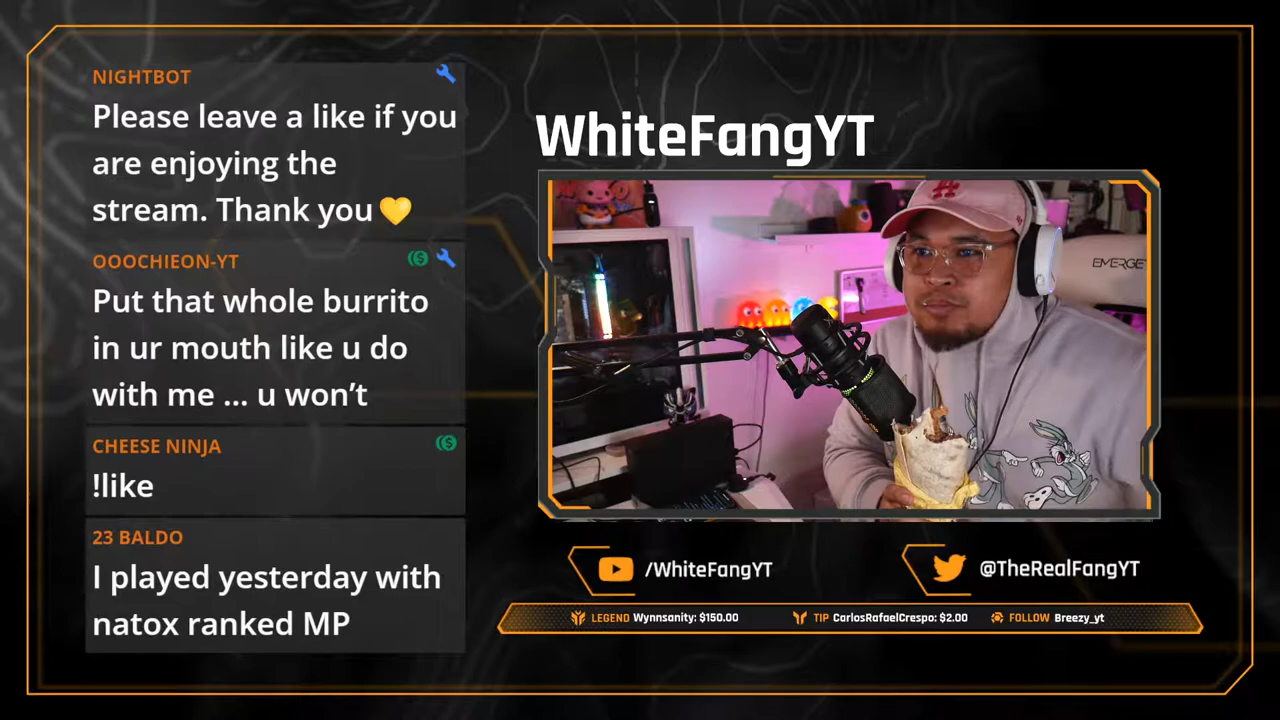 NIGHTBOT
Please leave a like if you
are enjoying the
stream. Thank you💛
OOOCHIEON-YT
Put that whole burrito
in ur mouth like u do
with me ... u won't
CHEESE NINJA
!like
23 BALDO
I played yesterday with
natox ranked MP
WhiteFangYT
EMERGE
/WhiteFangYT
@TheRealFangYT
LEGEND Wynnsanity: $150.00
TIP CarlosRafaelCrespo: $2.00
FOLLOW Breezy_yt